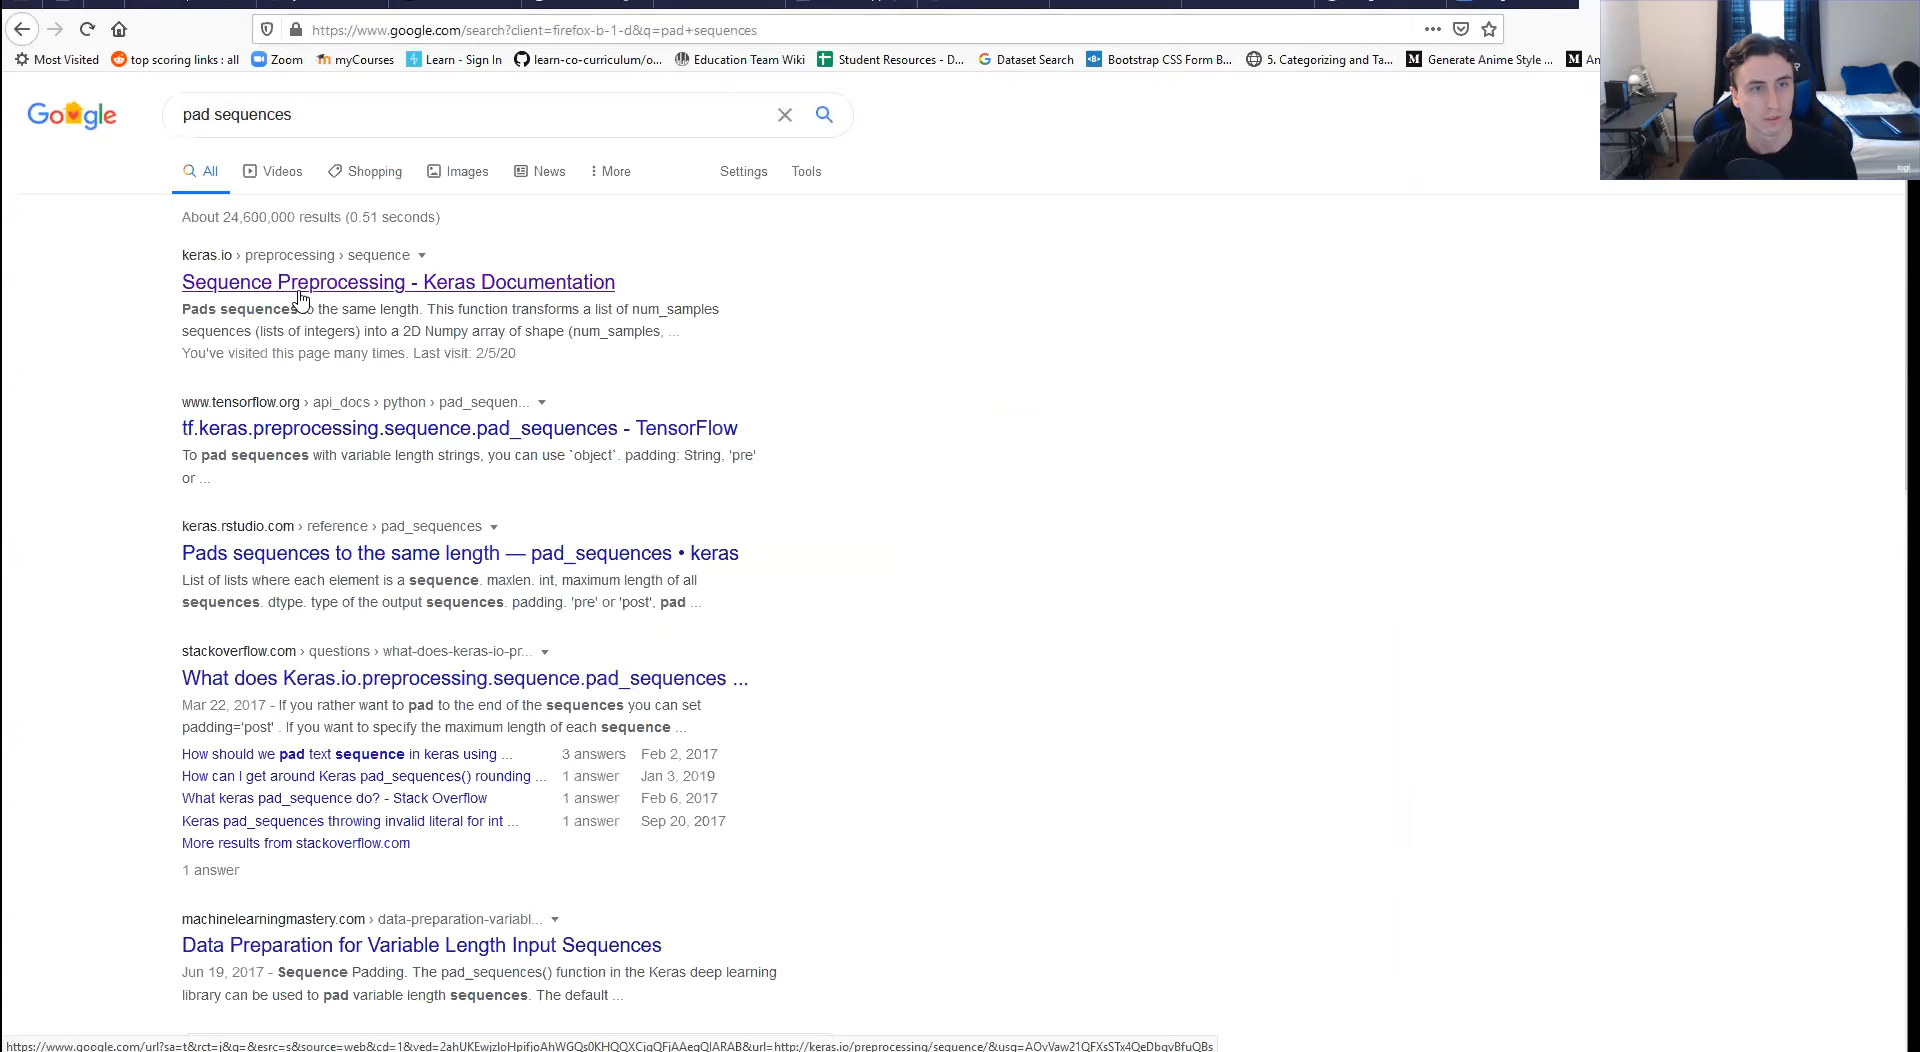 https://www.google.com/search?client=firefox-b-1-d&q=pad+sequences
Most Visited top scoring links : all Zoom myCourses Learn - Sign In learn-co-curriculum/o... Education Team Wiki Student Resources - D... Dataset Search Bootstrap CSS Form B... 5. Categorizing and Ta... Generate Anime Style ... An
Google
pad sequences
All Videos Shopping Images News More Settings Tools
About 24,600,000 results (0.51 seconds)
keras.io › preprocessing › sequence
Sequence Preprocessing - Keras Documentation
Pads sequences to the same length. This function transforms a list of num_samples
sequences (lists of integers) into a 2D Numpy array of shape (num_samples, ...
You've visited this page many times. Last visit: 2/5/20
www.tensorflow.org › api_docs › python › pad_sequen...
tf.keras.preprocessing.sequence.pad_sequences - TensorFlow
To pad sequences with variable length strings, you can use `object`. padding: String, 'pre'
or ...
keras.rstudio.com › reference › pad_sequences
Pads sequences to the same length — pad_sequences • keras
List of lists where each element is a sequence. maxlen. int, maximum length of all
sequences. dtype. type of the output sequences. padding. 'pre' or 'post', pad ...
stackoverflow.com › questions › what-does-keras-io-pr...
What does Keras.io.preprocessing.sequence.pad_sequences ...
Mar 22, 2017 - If you rather want to pad to the end of the sequences you can set
padding='post' . If you want to specify the maximum length of each sequence ...
How should we pad text sequence in keras using ... 3 answers Feb 2, 2017
How can I get around Keras pad_sequences() rounding ... 1 answer Jan 3, 2019
What keras pad_sequence do? - Stack Overflow 1 answer Feb 6, 2017
Keras pad_sequences throwing invalid literal for int ... 1 answer Sep 20, 2017
More results from stackoverflow.com
1 answer
machinelearningmastery.com › data-preparation-variabl...
Data Preparation for Variable Length Input Sequences
Jun 19, 2017 - Sequence Padding. The pad_sequences() function in the Keras deep learning
library can be used to pad variable length sequences. The default ...
logi